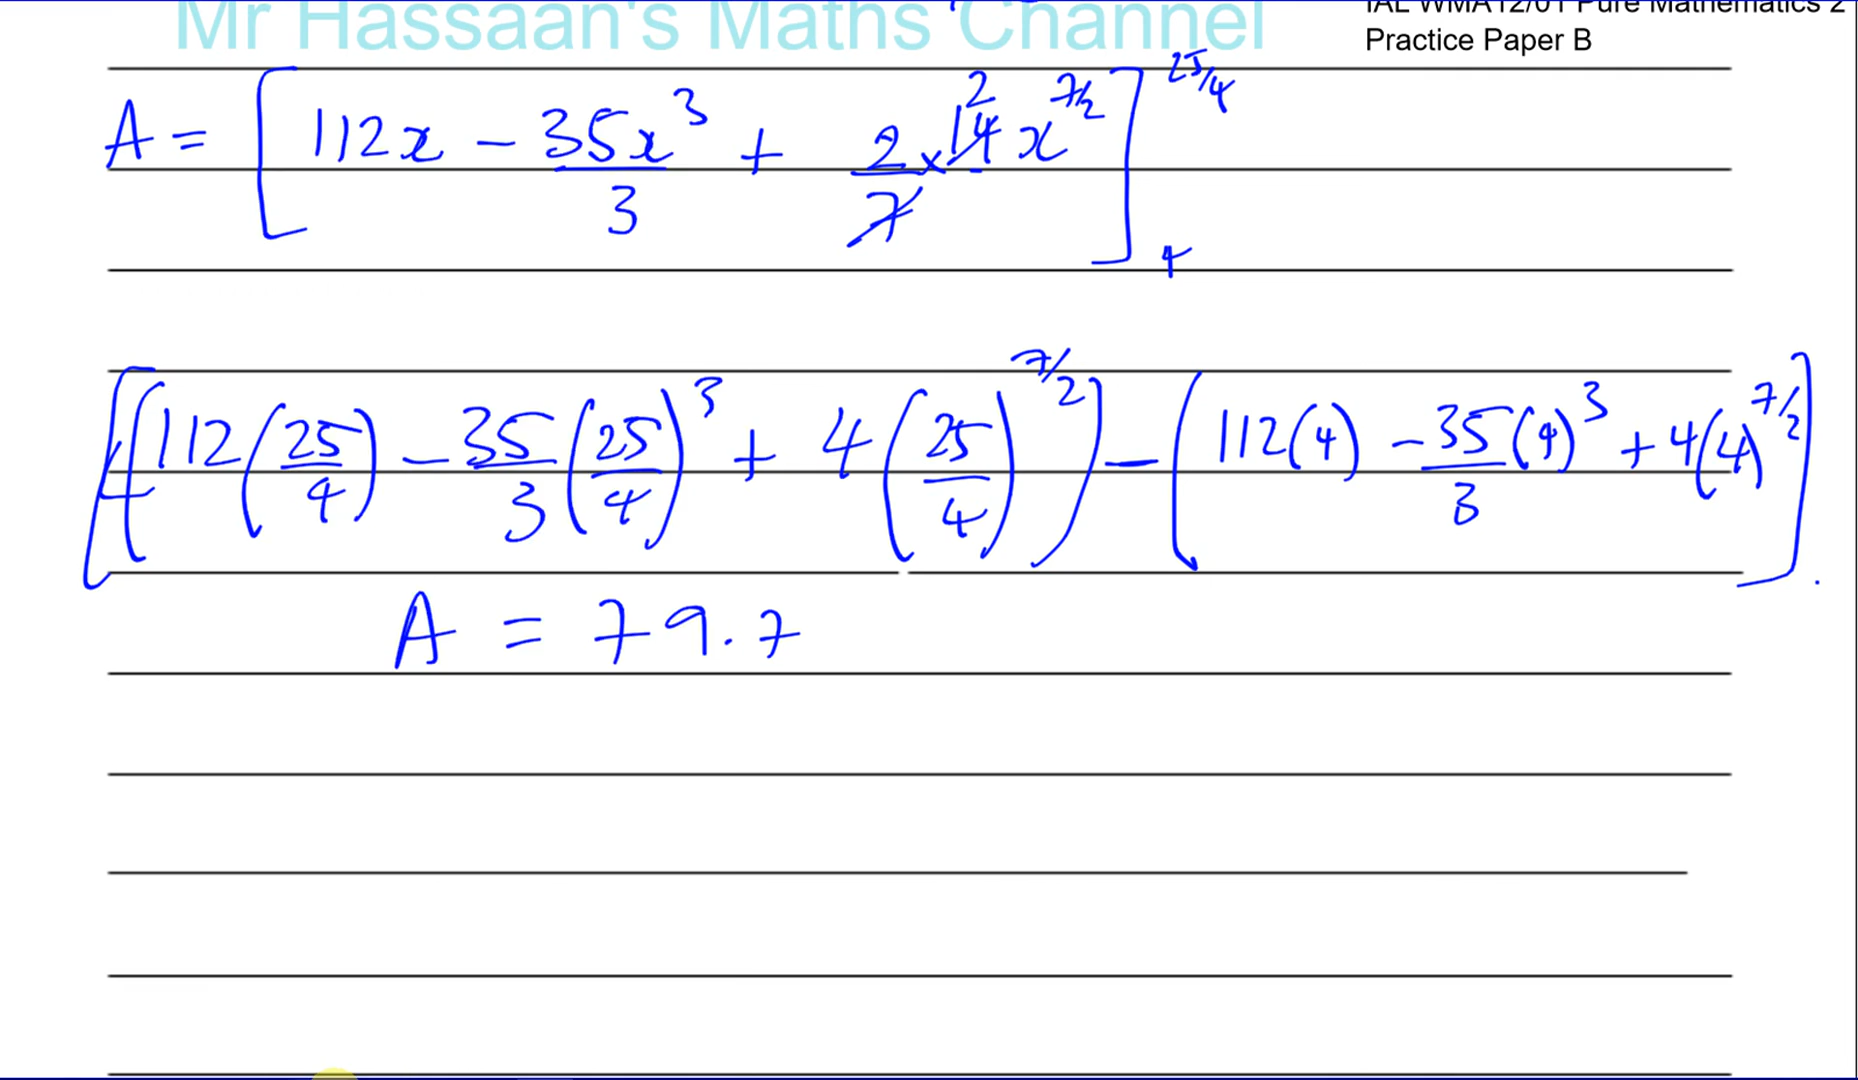 Mr Hassaan's Maths Channel
IAL WMA12/01 Pure Mathematics 2
Practice Paper B
A = [ 112x - 35x³/3 + 2/7 × 14x^7/2 ]₄^25/4
2
[(112(25/4) - 35/3(25/4)³ + 4(25/4)^7/2) - (112(4) - 35/3(4)³ + 4(4)^7/2].
A = 79.7